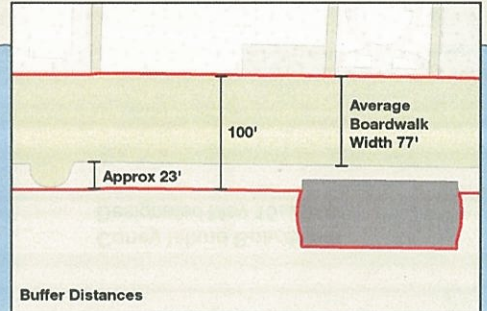 100'
Average
Boardwalk
Width 77'
Approx 23'
Buffer Distances